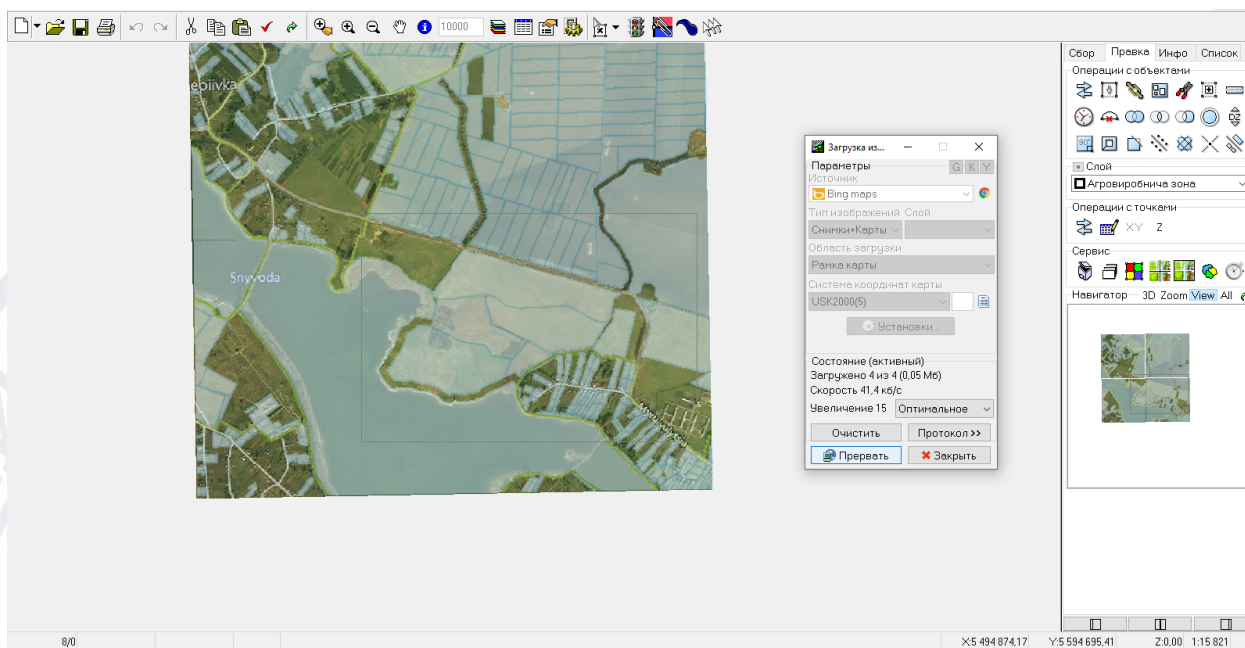 10000
Сбор Правка Инфо Список
Операции с объектами
Слой
Агровиробнича зона
Операции с точками
XY Z
Сервис
Навигатор 3D Zoom View All
Загрузка из...
Параметры G K Y
Источник
Bing maps
Тип изображений Слой
Снимки+Карты
Область загрузки
Рамка карты
Система координат карты
USK2000(5)
Установки...
Состояние (активный)
Загружено 4 из 4 (0,05 Мб)
Скорость 41,4 кб/с
Увеличение 15 Оптимальное
Очистить Протокол >>
Прервать Закрыть
Snyvoda
8/0 X:5 494 874,17 Y:5 594 695,41 Z:0,00 1:15 821